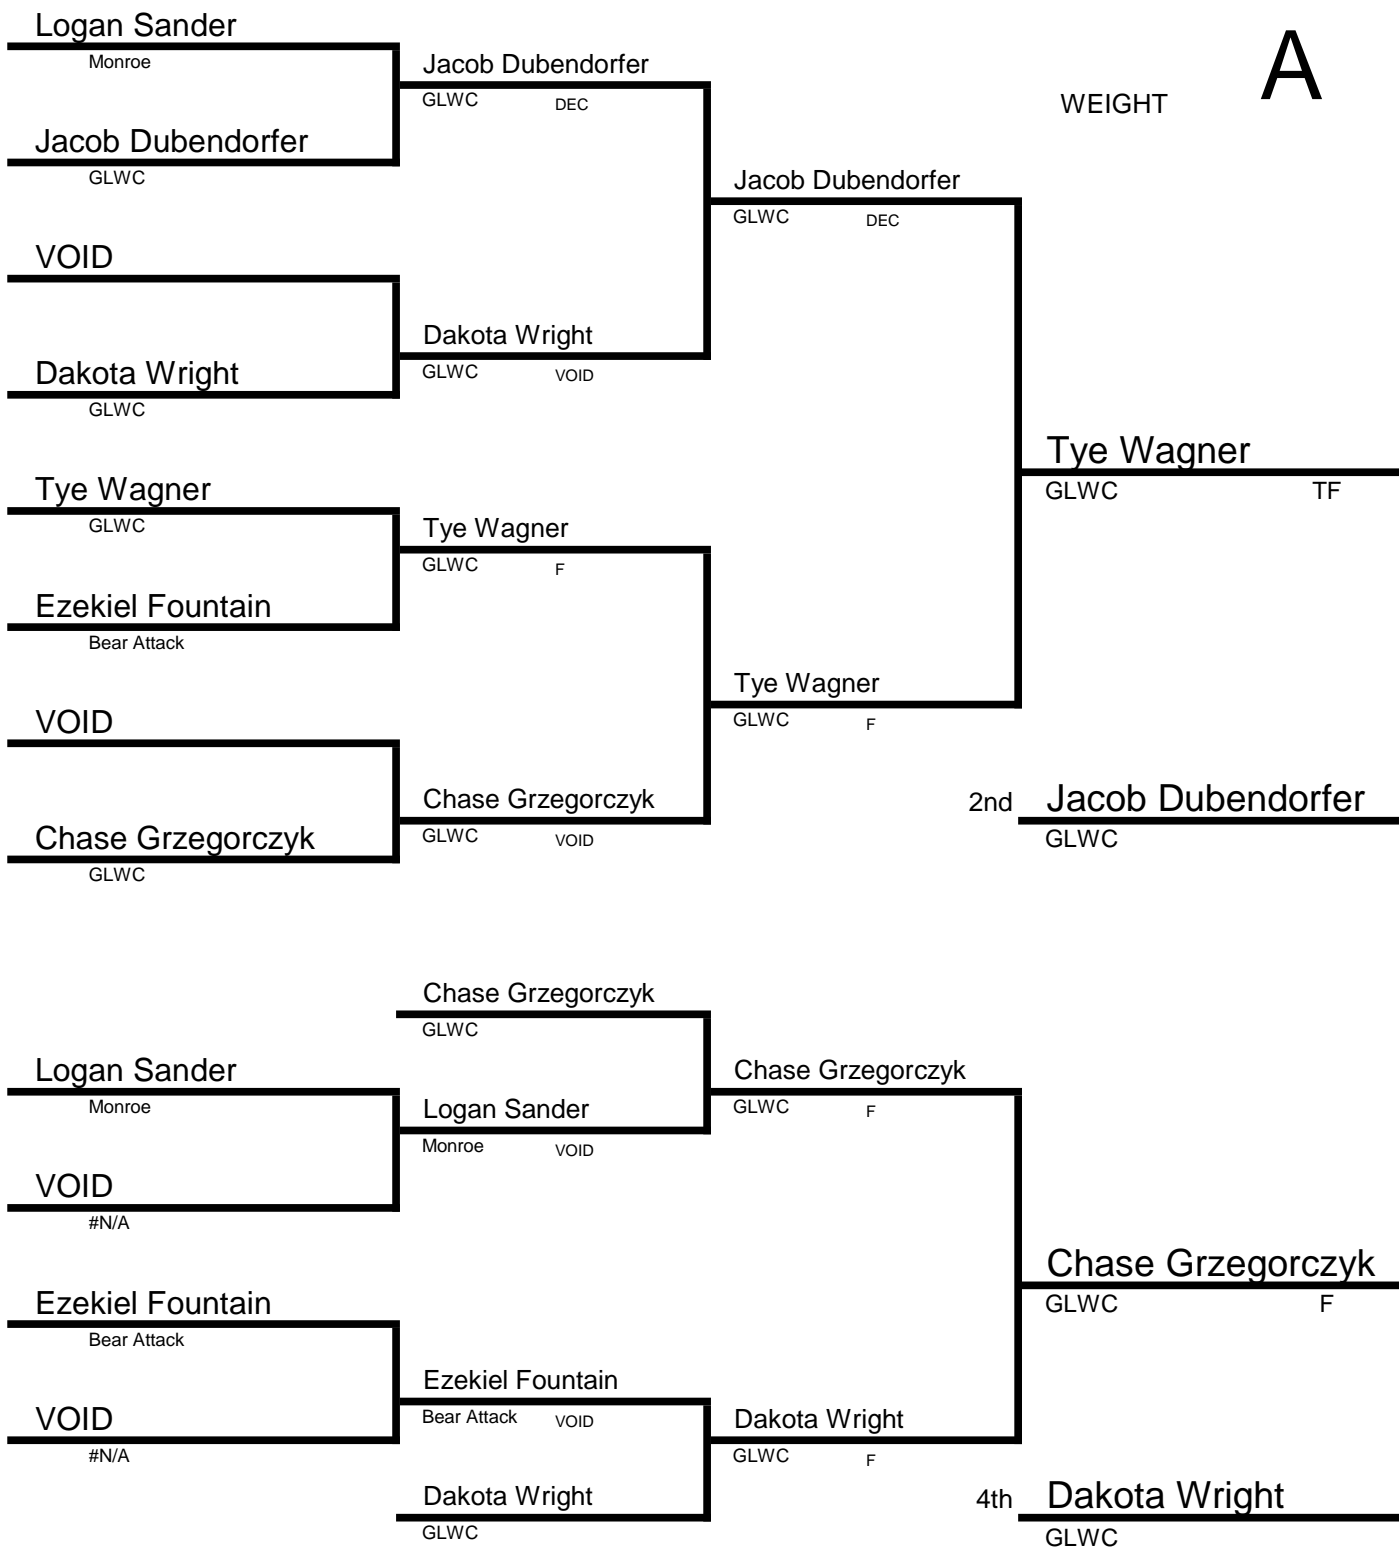 Logan Sander
Monroe
Jacob Dubendorfer
GLWC DEC
A
WEIGHT
Jacob Dubendorfer
GLWC
Jacob Dubendorfer
GLWC DEC
VOID
Dakota Wright
GLWC VOID
Dakota Wright
GLWC
Tye Wagner
GLWC TF
Tye Wagner
GLWC
Tye Wagner
GLWC F
Ezekiel Fountain
Bear Attack
Tye Wagner
GLWC F
VOID
Chase Grzegorczyk
GLWC VOID
2nd Jacob Dubendorfer
GLWC
Chase Grzegorczyk
GLWC
Chase Grzegorczyk
GLWC
Logan Sander
Monroe
Chase Grzegorczyk
GLWC F
Logan Sander
Monroe VOID
VOID
#N/A
Chase Grzegorczyk
GLWC F
Ezekiel Fountain
Bear Attack
Ezekiel Fountain
Bear Attack VOID
VOID
#N/A
Dakota Wright
GLWC F
Dakota Wright
GLWC
4th Dakota Wright
GLWC